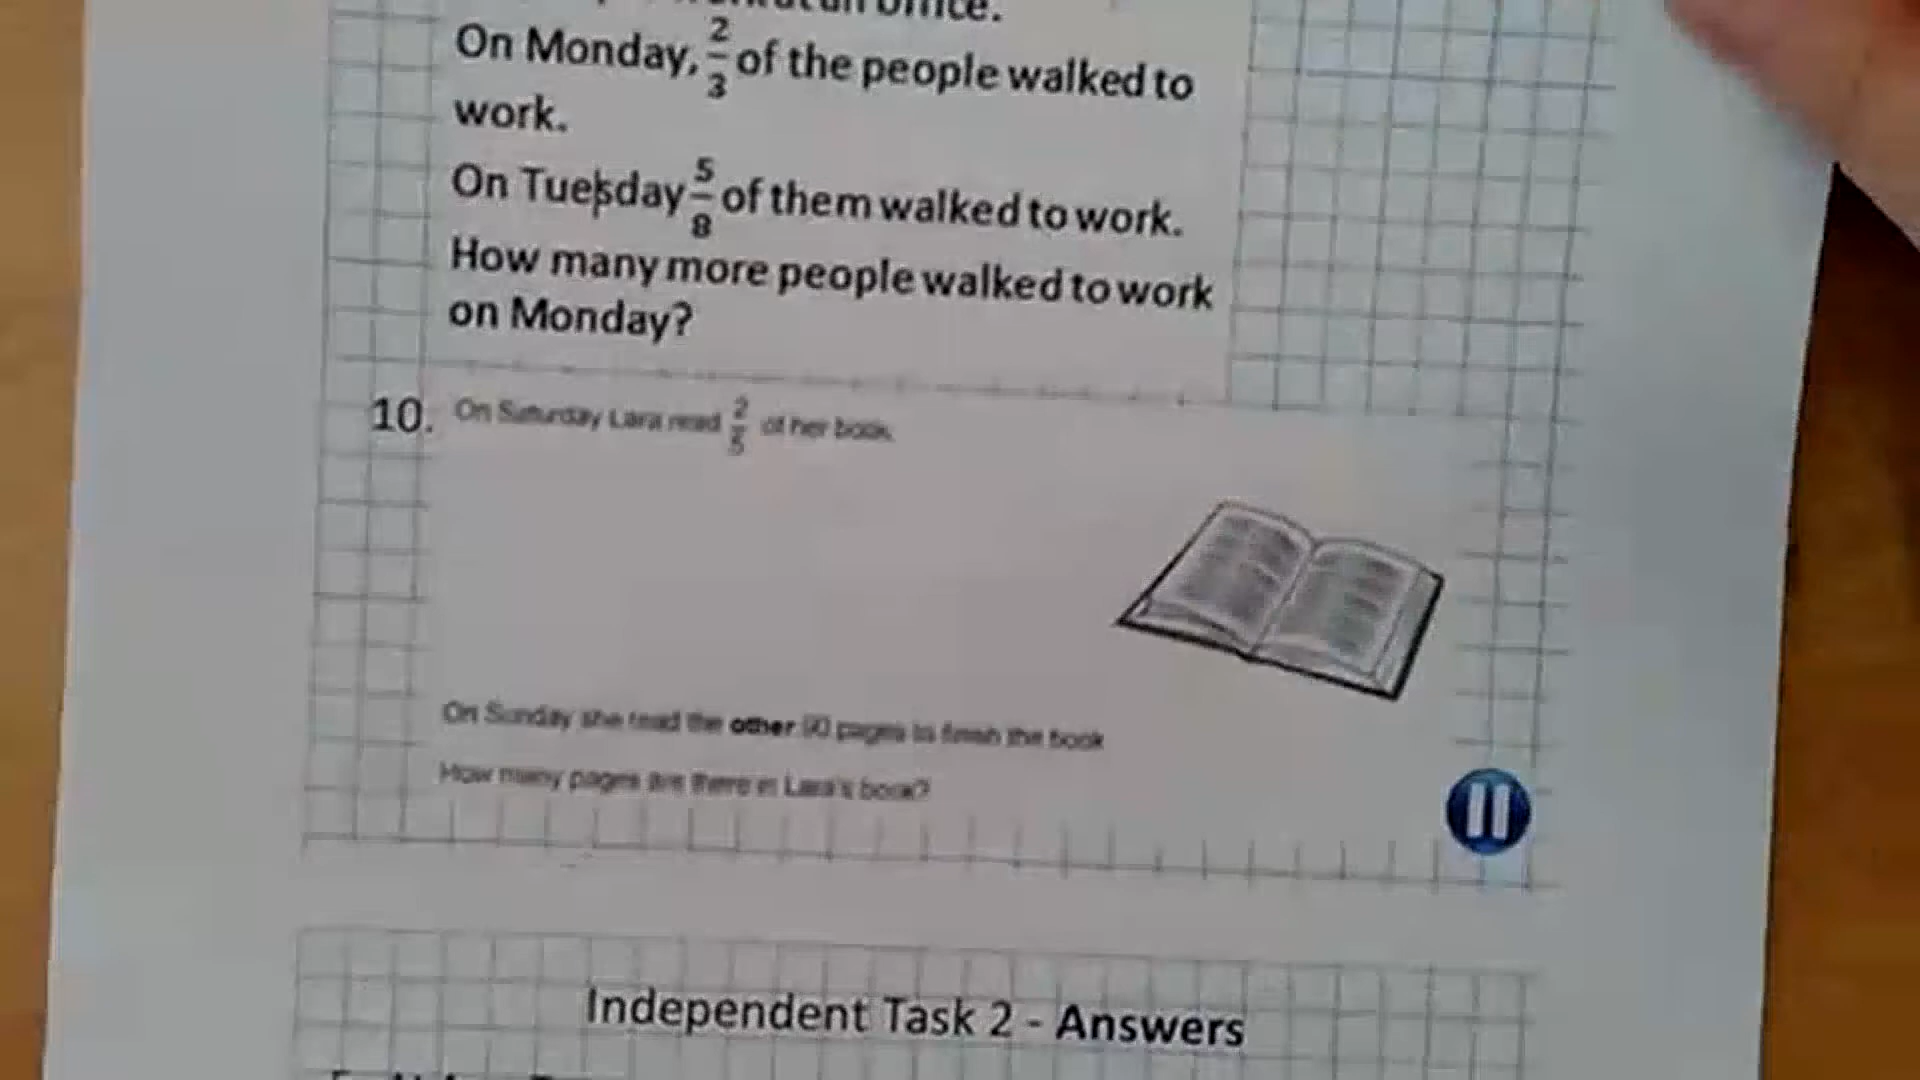 office.
On Monday, 2/3 of the people walked to
work.
On Tuesday 5/8 of them walked to work.
How many more people walked to work
on Monday?
10. On Saturday Lara read 2/5 of her book.
On Sunday she read the other 90 pages to finish the book
How many pages are there in Lara's book?
Independent Task 2 - Answers